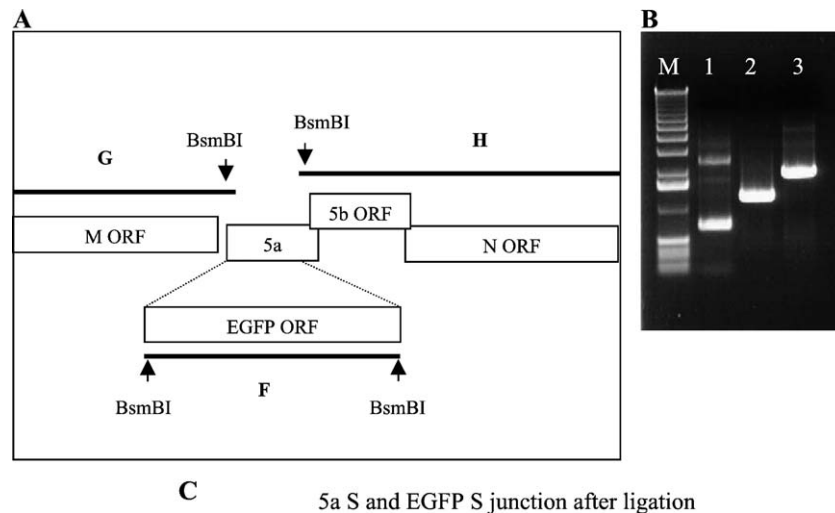 A
B
BsmBI
BsmBI
G
H
M ORF
5a
5b ORF
N ORF
EGFP ORF
BsmBI
F
BsmBI
M 1 2 3
C
5a S and EGFP S junction after ligation